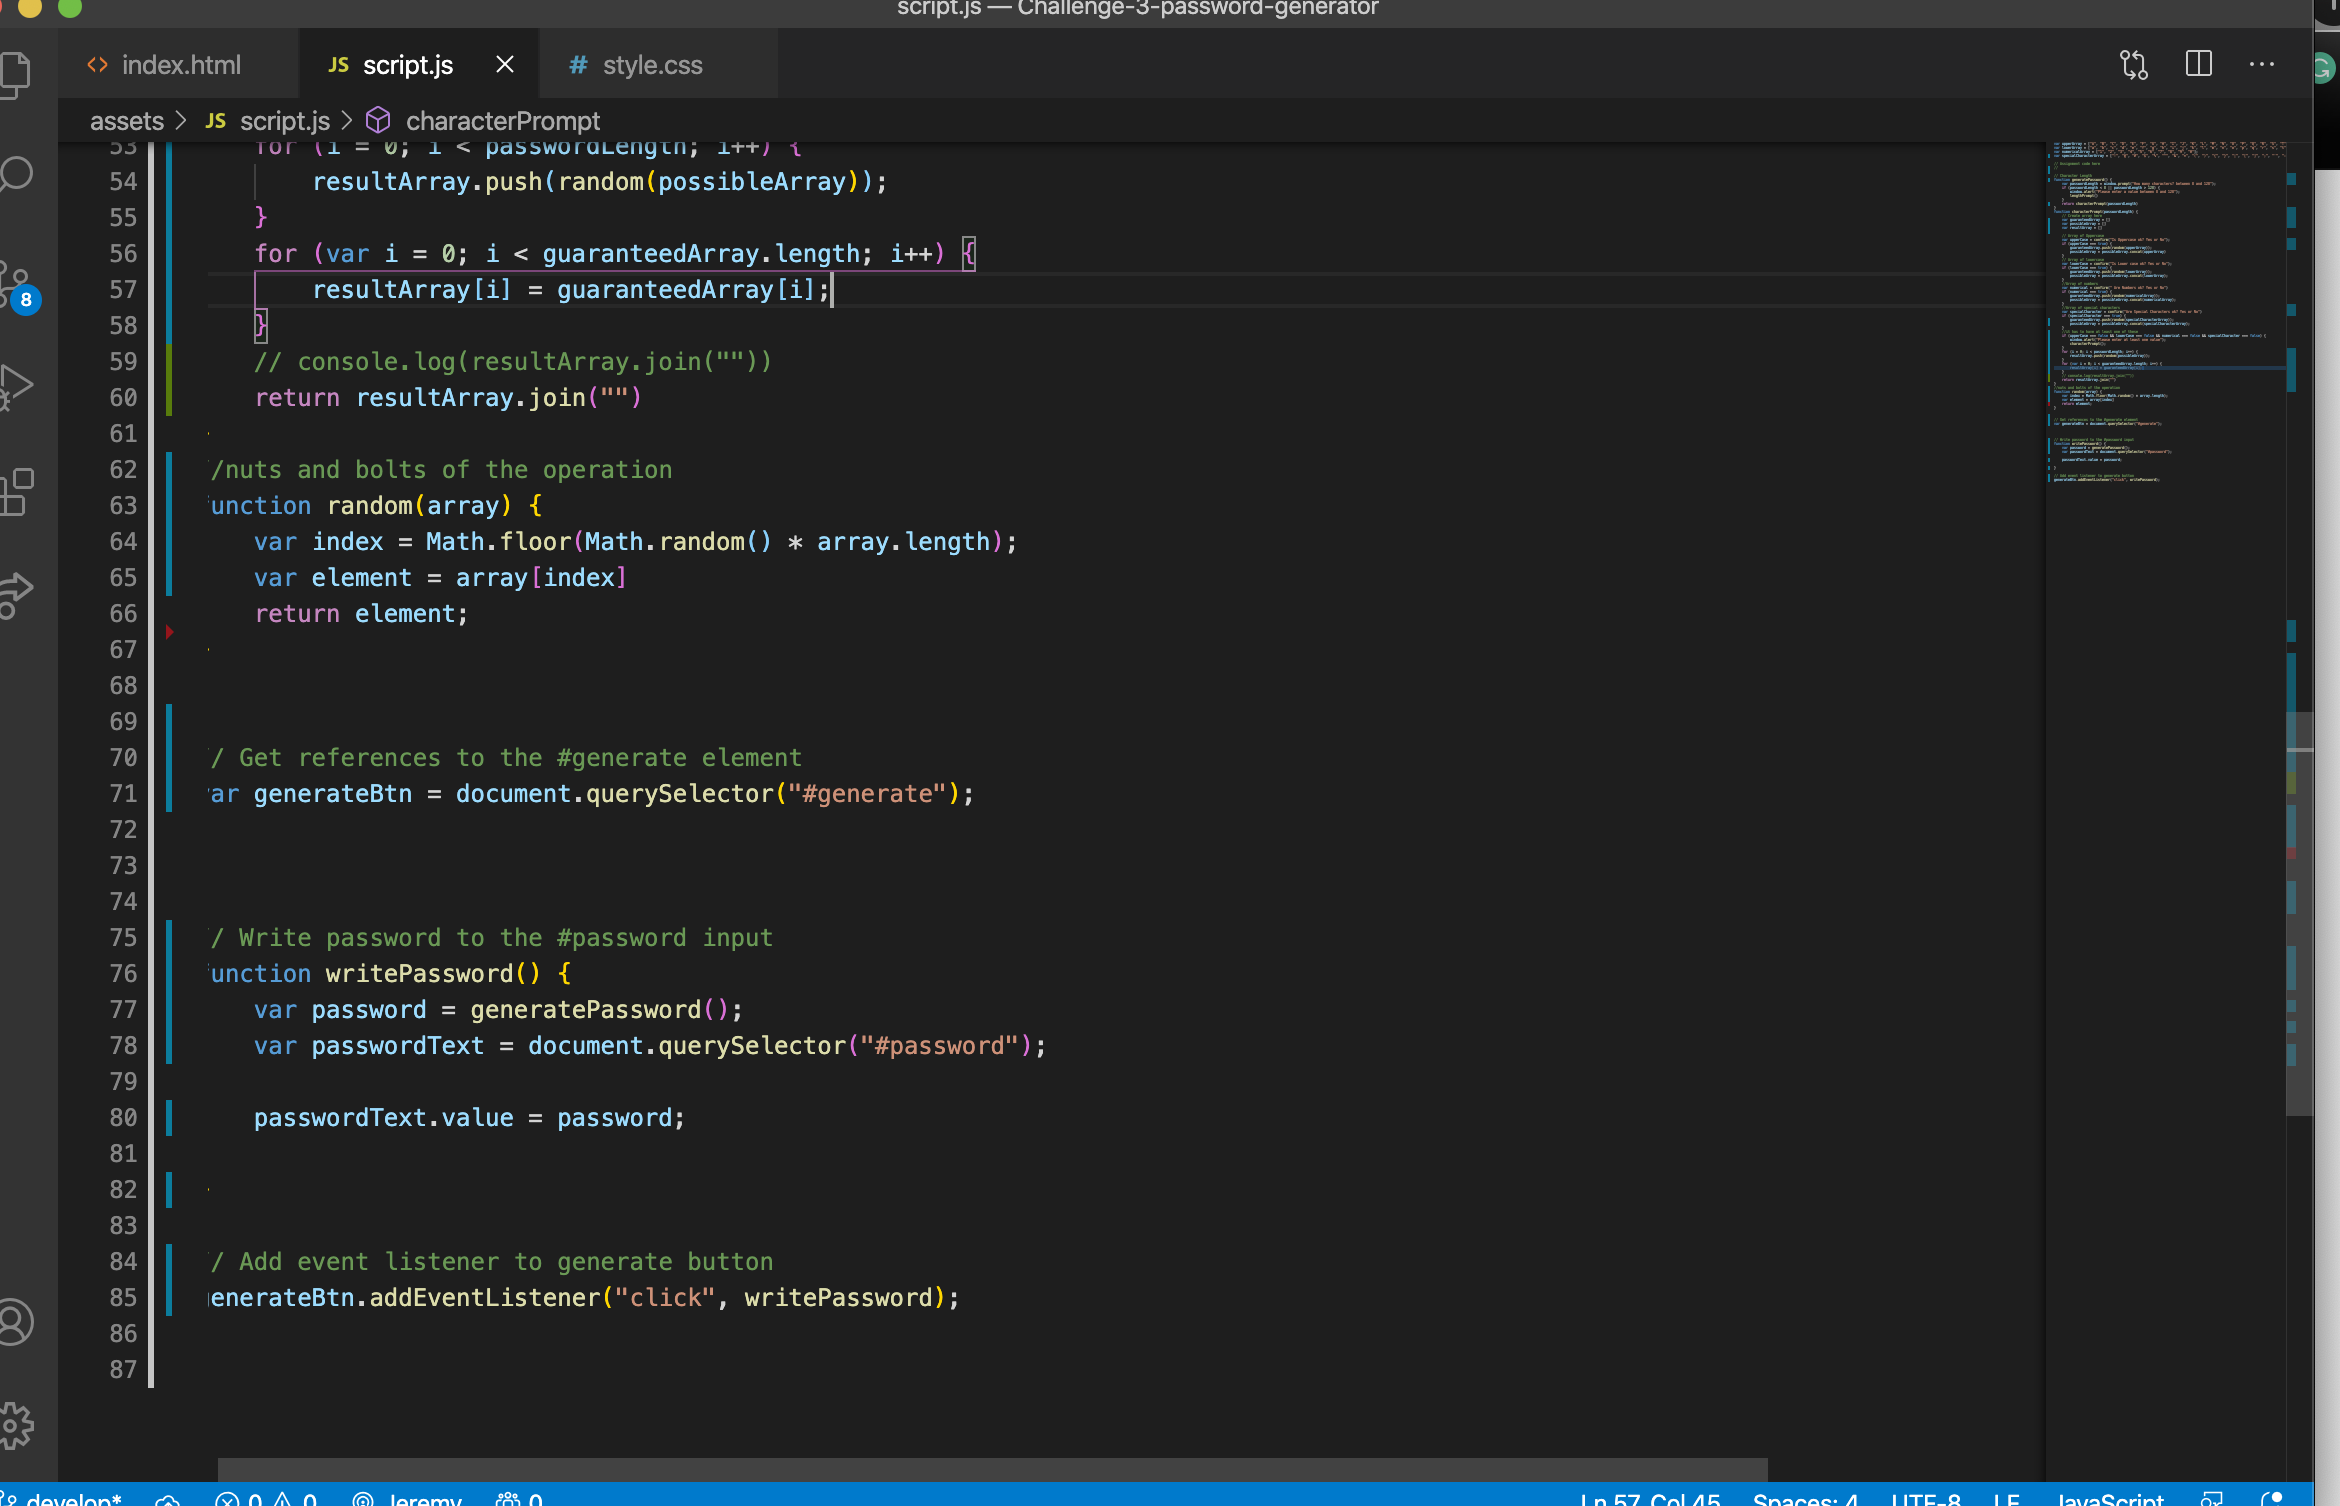 script.js — Challenge-3-password-generator
index.html
JS script.js
# style.css
assets > JS script.js > characterPrompt
53 for (i = 0; i < passwordLength; i++) {
54 resultArray.push(random(possibleArray));
55 }
56 for (var i = 0; i < guaranteedArray.length; i++) {
57 resultArray[i] = guaranteedArray[i];
58 }
59 // console.log(resultArray.join(""))
60 return resultArray.join("")
61
62 /nuts and bolts of the operation
63 unction random(array) {
64 var index = Math.floor(Math.random() * array.length);
65 var element = array[index]
66 return element;
67
68
69
70 / Get references to the #generate element
71 ar generateBtn = document.querySelector("#generate");
72
73
74
75 / Write password to the #password input
76 unction writePassword() {
77 var password = generatePassword();
78 var passwordText = document.querySelector("#password");
79
80 passwordText.value = password;
81
82
83
84 / Add event listener to generate button
85 enerateBtn.addEventListener("click", writePassword);
86
87
8
develop* 0 0 Jeremy 0
Ln 57, Col 45 Spaces: 4 UTF-8 LF JavaScript